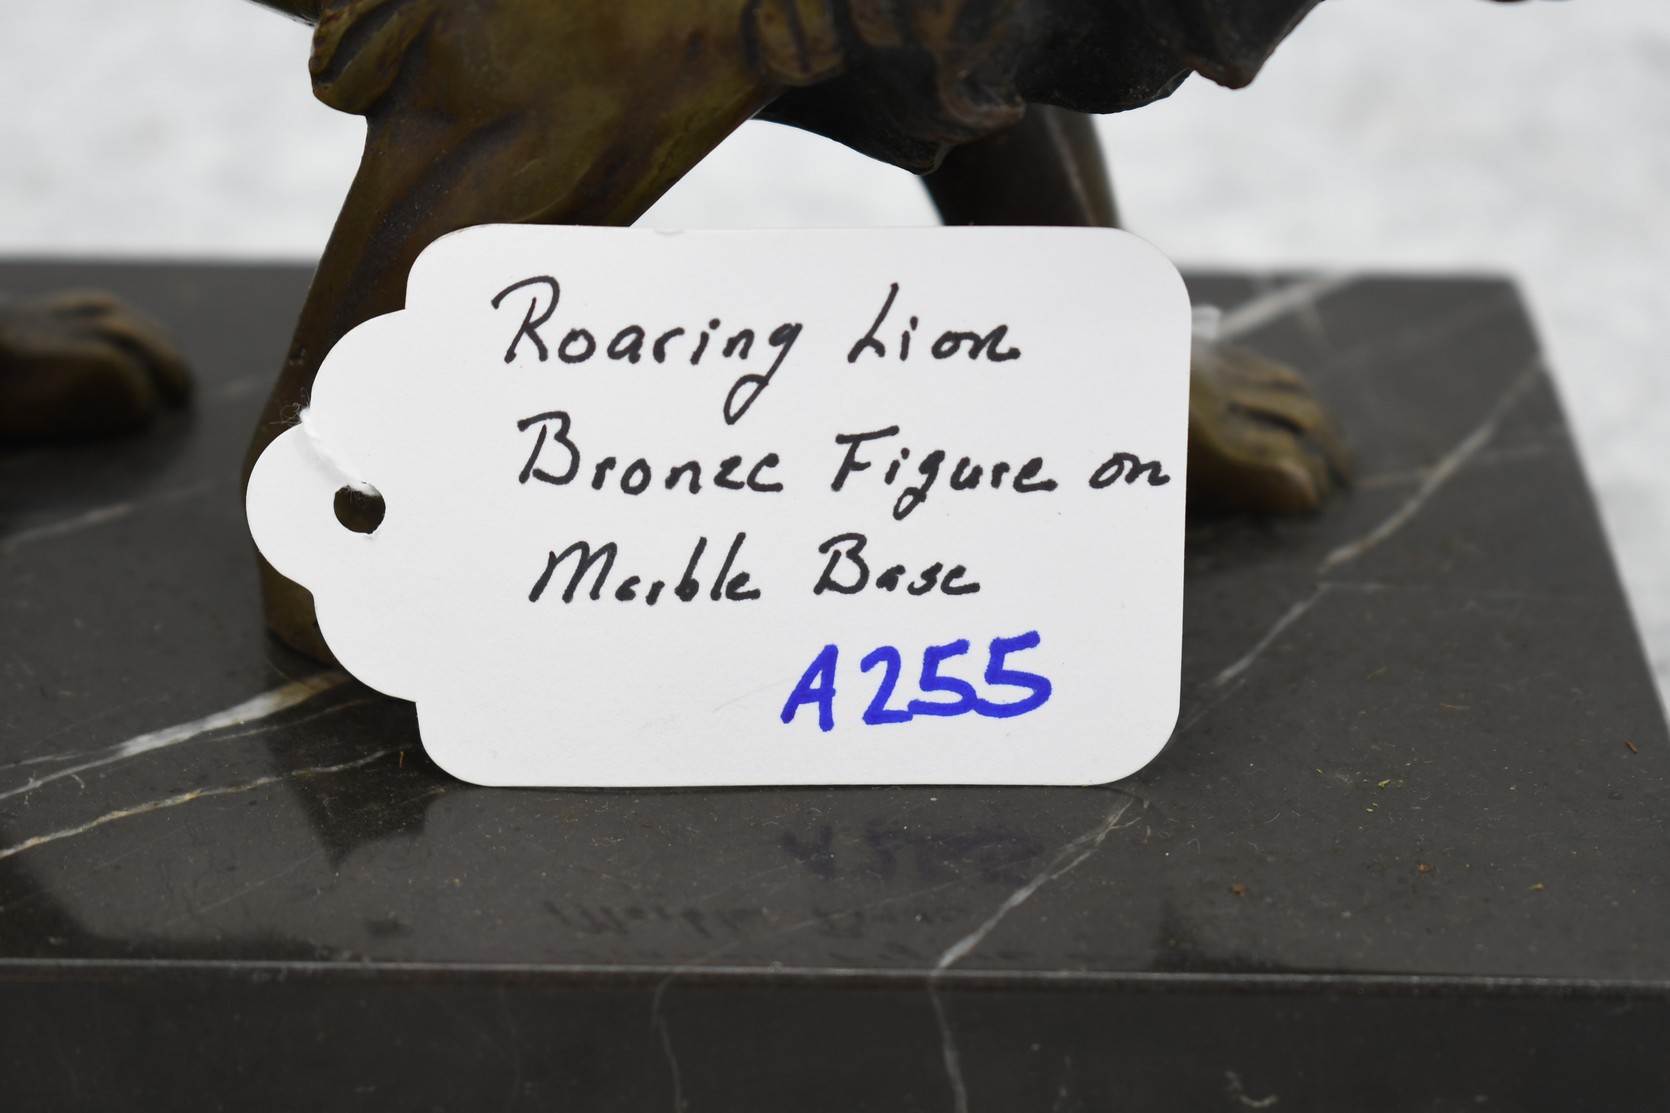 Roaring Lion
Bronze Figure on
Marble Base
A255